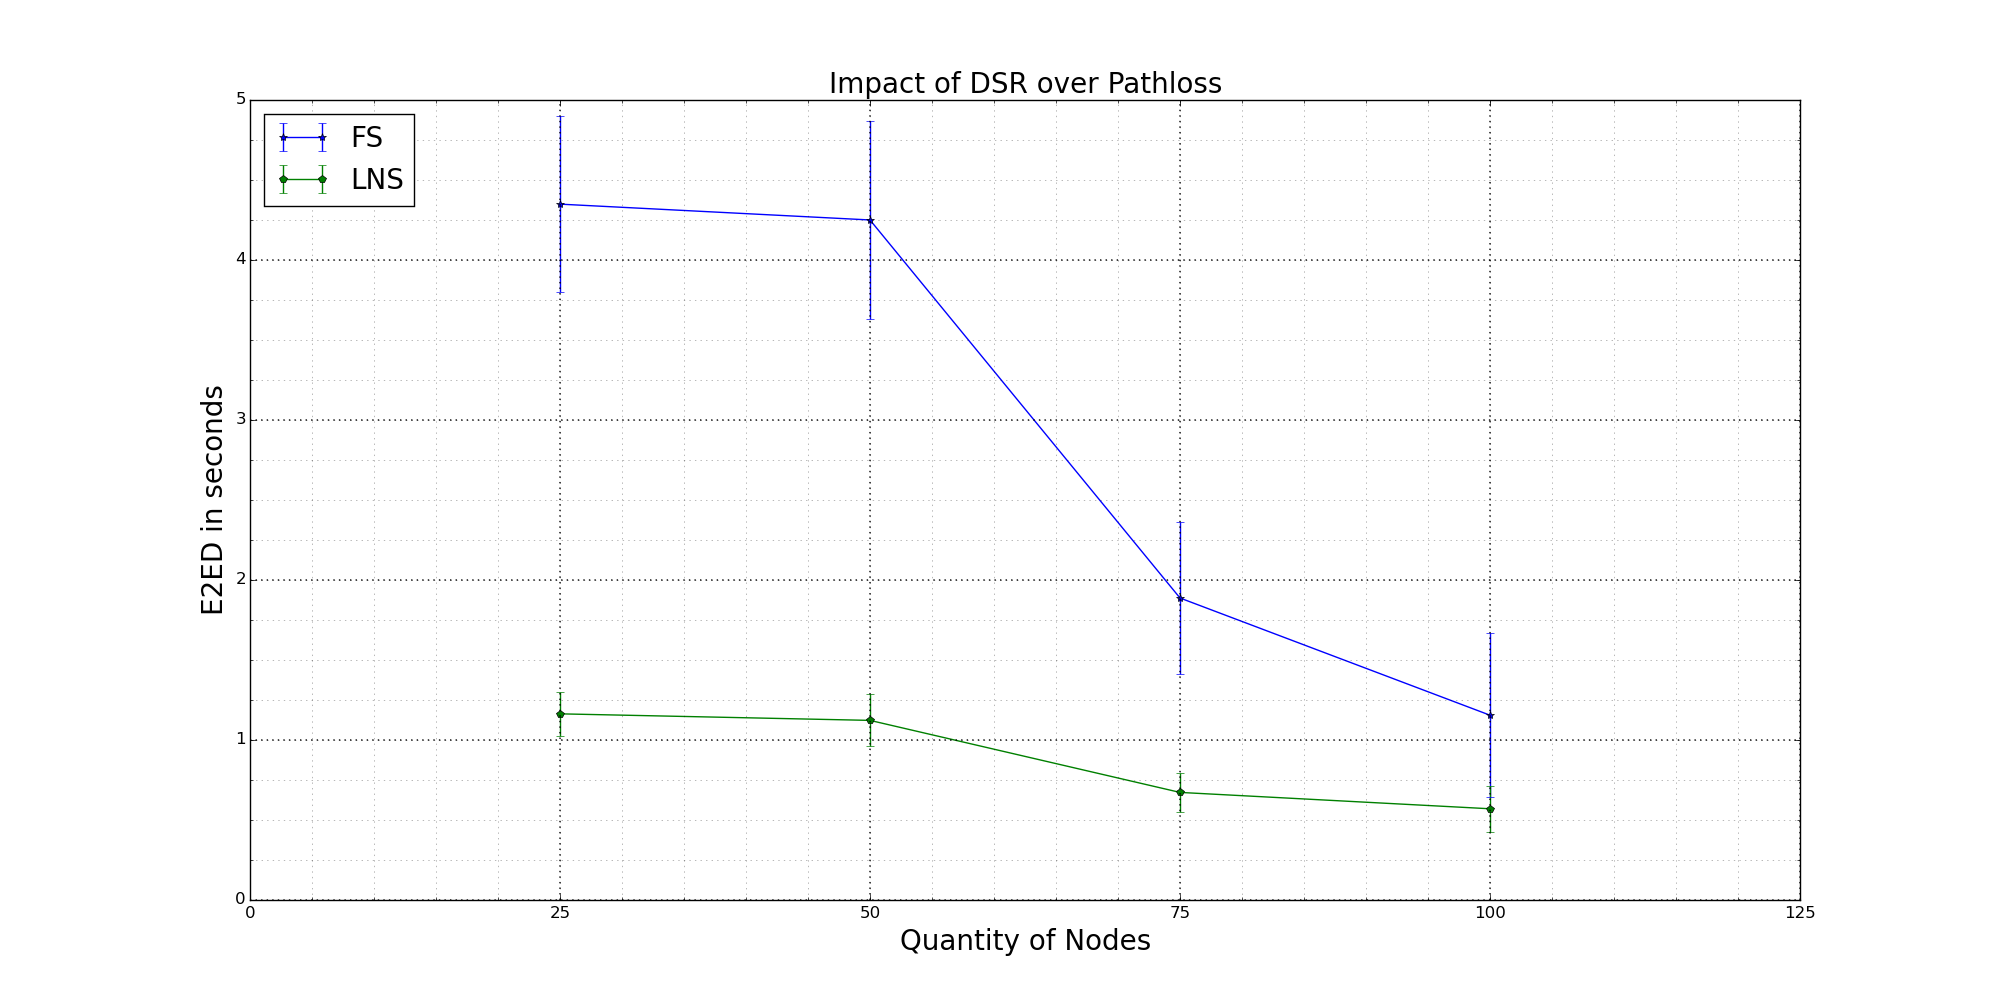 Impact of DSR over Pathloss
FS
LNS
E2ED in seconds
5
4
3
2
1
0
0 25 50 75 100 125
Quantity of Nodes